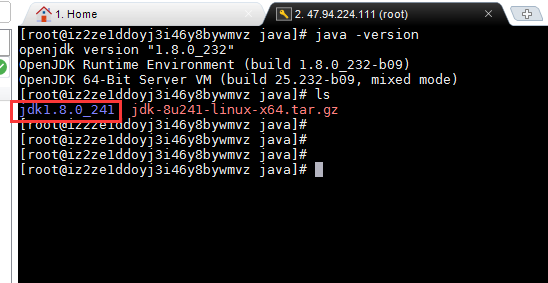 1. Home
2. 47.94.224.111 (root)
[root@iz2ze1ddoyj3i46y8bywmvz java]# java -version
openjdk version "1.8.0_232"
OpenJDK Runtime Environment (build 1.8.0_232-b09)
OpenJDK 64-Bit Server VM (build 25.232-b09, mixed mode)
[root@iz2ze1ddoyj3i46y8bywmvz java]# ls
jdk1.8.0_241  jdk-8u241-linux-x64.tar.gz
[root@iz2ze1ddoyj3i46y8bywmvz java]#
[root@iz2ze1ddoyj3i46y8bywmvz java]#
[root@iz2ze1ddoyj3i46y8bywmvz java]#
[root@iz2ze1ddoyj3i46y8bywmvz java]#